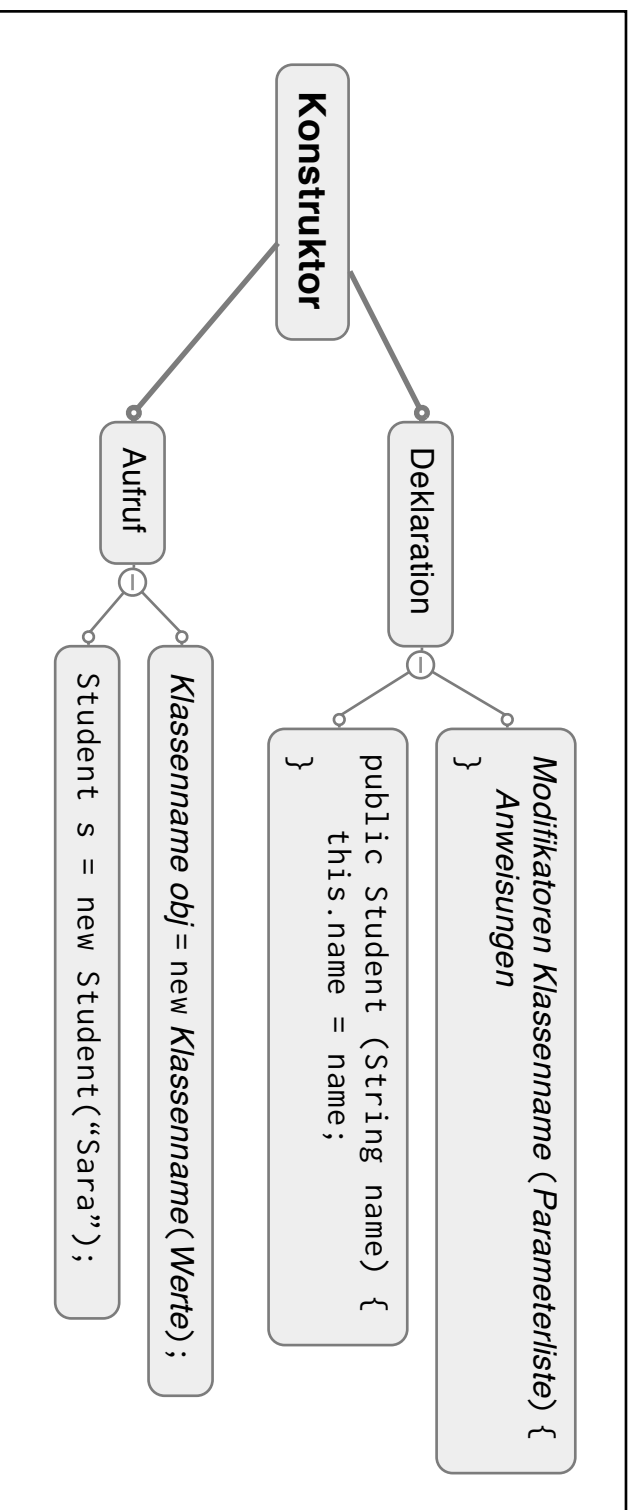 Konstruktor
Deklaration
Modifikatoren Klassenname (Parameterliste) {
Anweisungen
}
public Student (String name) {
this.name = name;
}
Aufruf
Klassenname obj = new Klassenname(Werte);
Student s = new Student(“Sara”);